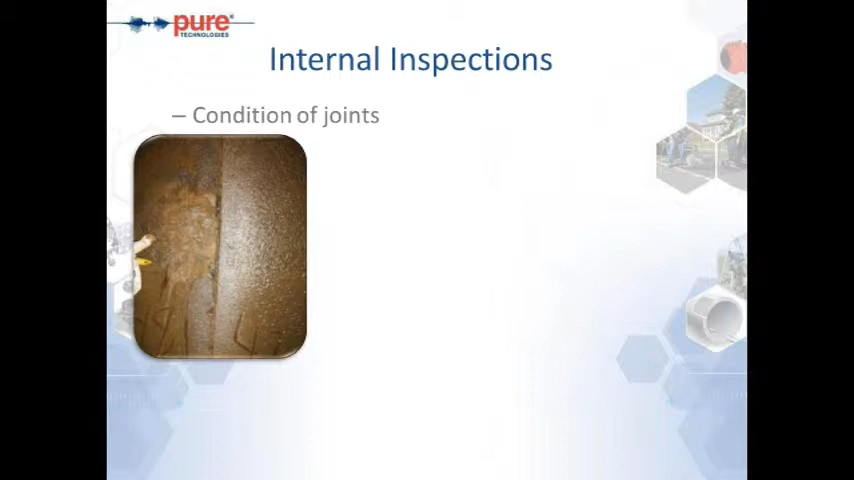 pure
TECHNOLOGIES
Internal Inspections
– Condition of joints